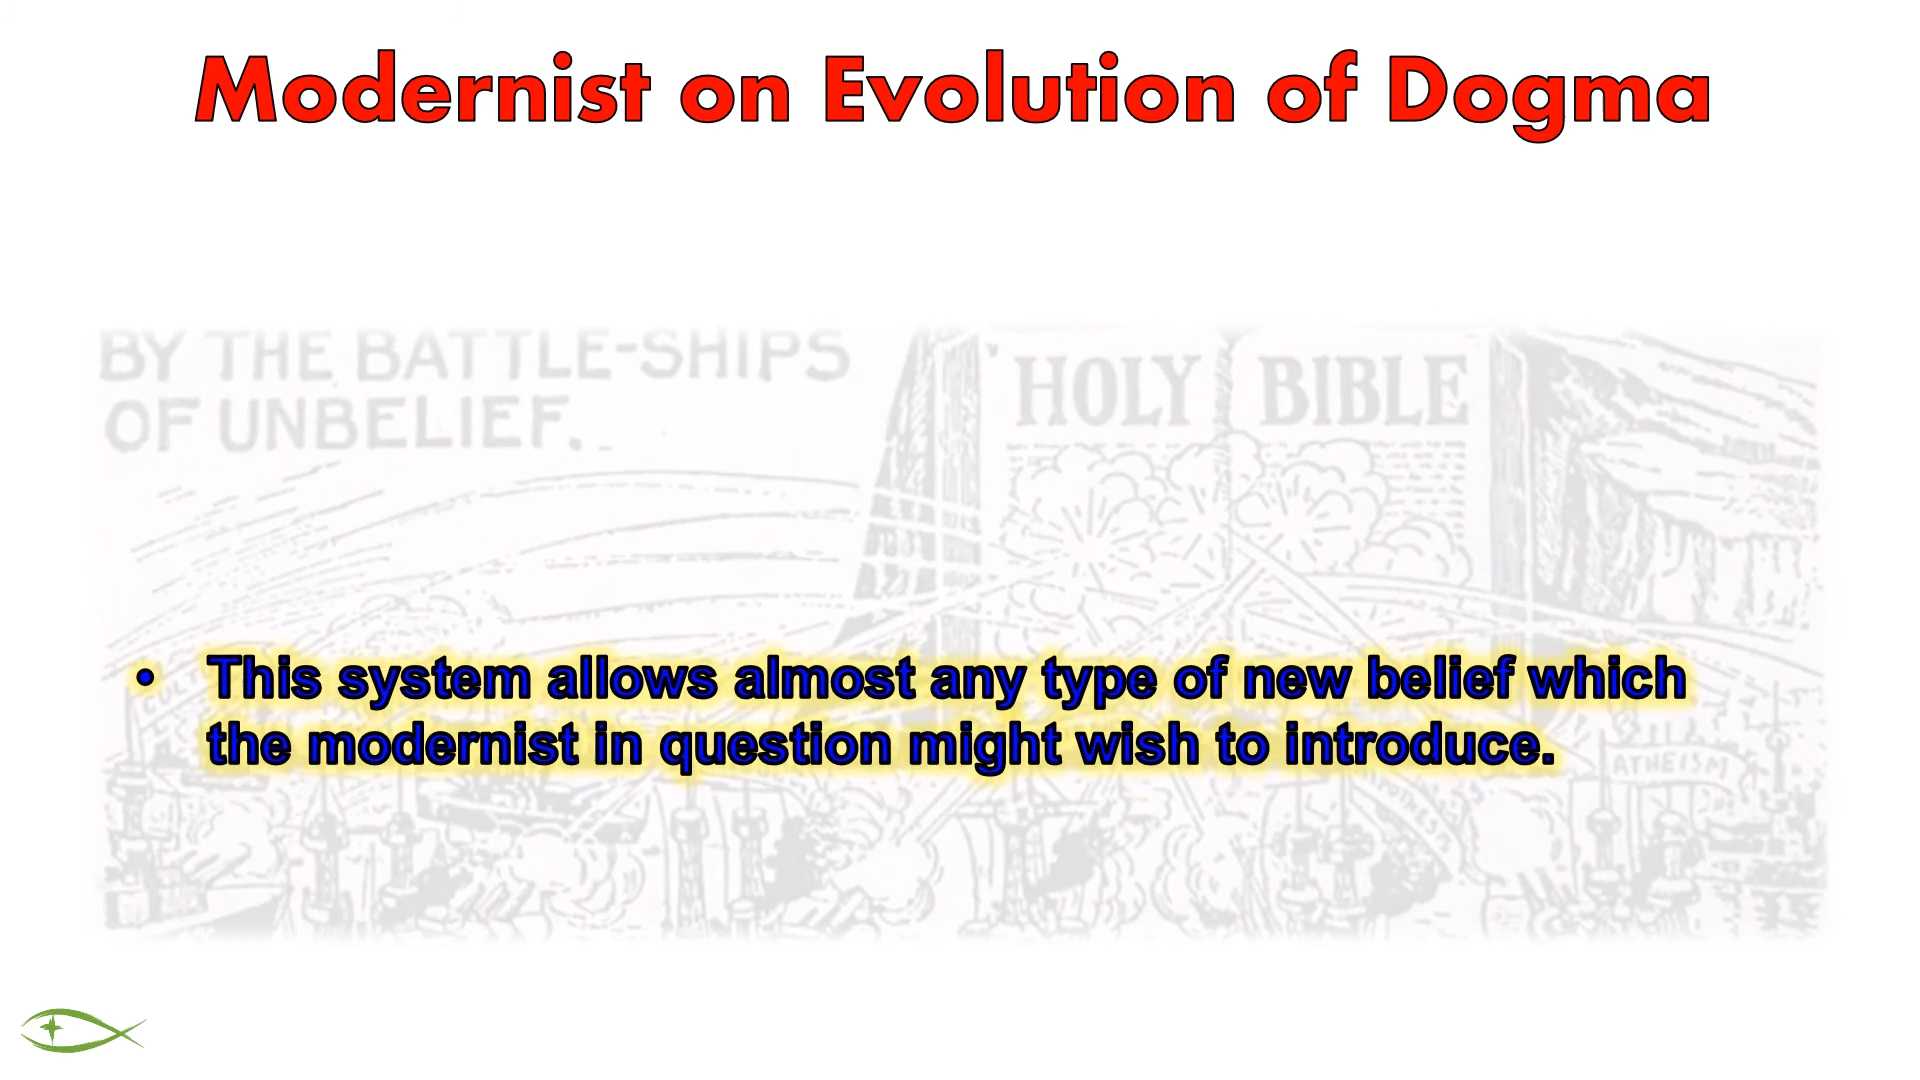 Modernist on Evolution of Dogma
BY THE BATTLE-SHIPS
OF UNBELIEF.
HOLY BIBLE
• This system allows almost any type of new belief which
the modernist in question might wish to introduce.
ATHEISM